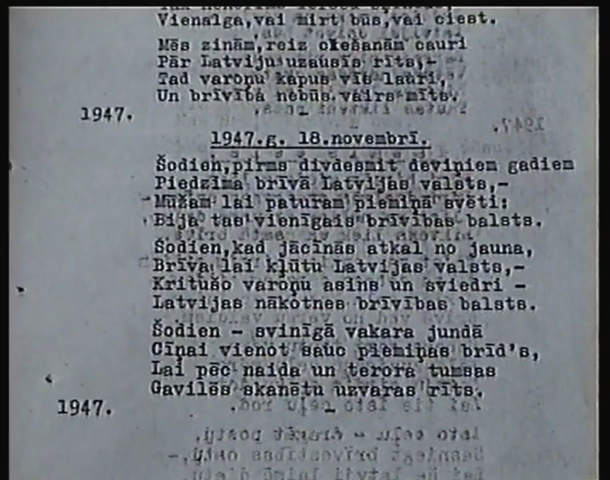 Vienalga,vai mirt būs,vai ciest.
Mēs zinām,reiz ciešanām cauri
Pār Latviju uzausīs rīts,-
Tad varoņu kapus vīs lauri,
Un brīvība nebūs vairs mīts.
1947.
1947.g. 18.novembrī.
Šodien,pirms divdesmit deviņiem gadiem
Piedzima brīvā Latvijas valsts,-
Mūžam lai paturam piemiņā svēti:
Bija tas vienīgais brīvības balsts.
Šodien,kad jācīnās atkal no jauna,
Brīva lai kļūtu Latvijas valsts,-
Kritušo varoņu asins un sviedri -
Latvijas nākotnes brīvības balsts.
Šodien - svinīgā vakara jundā
Cīņai vienot sauc piemiņas brīd's,
Lai pēc naida un terora tumsas
Gavilēs skanētu uzvaras rīts.
1947.